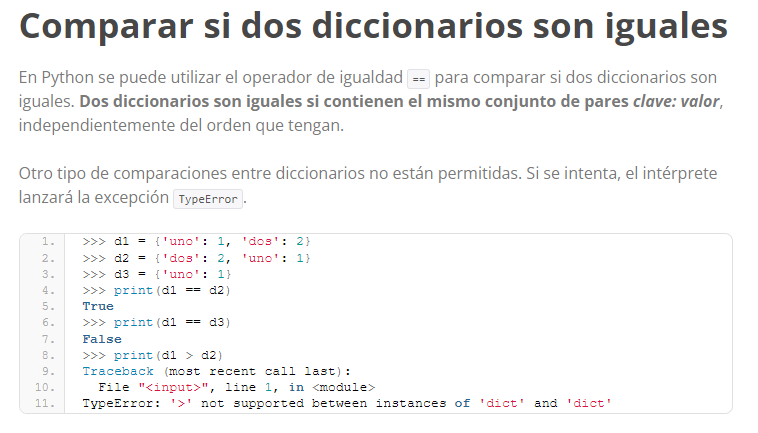 Comparar si dos diccionarios son iguales
En Python se puede utilizar el operador de igualdad == para comparar si dos diccionarios son
iguales. Dos diccionarios son iguales si contienen el mismo conjunto de pares clave: valor,
independientemente del orden que tengan.
Otro tipo de comparaciones entre diccionarios no están permitidas. Si se intenta, el intérprete
lanzará la excepción TypeError.
1. >>> d1 = {'uno': 1, 'dos': 2}
2. >>> d2 = {'dos': 2, 'uno': 1}
3. >>> d3 = {'uno': 1}
4. >>> print(d1 == d2)
5. True
6. >>> print(d1 == d3)
7. False
8. >>> print(d1 > d2)
9. Traceback (most recent call last):
10.   File "<input>", line 1, in <module>
11. TypeError: '>' not supported between instances of 'dict' and 'dict'